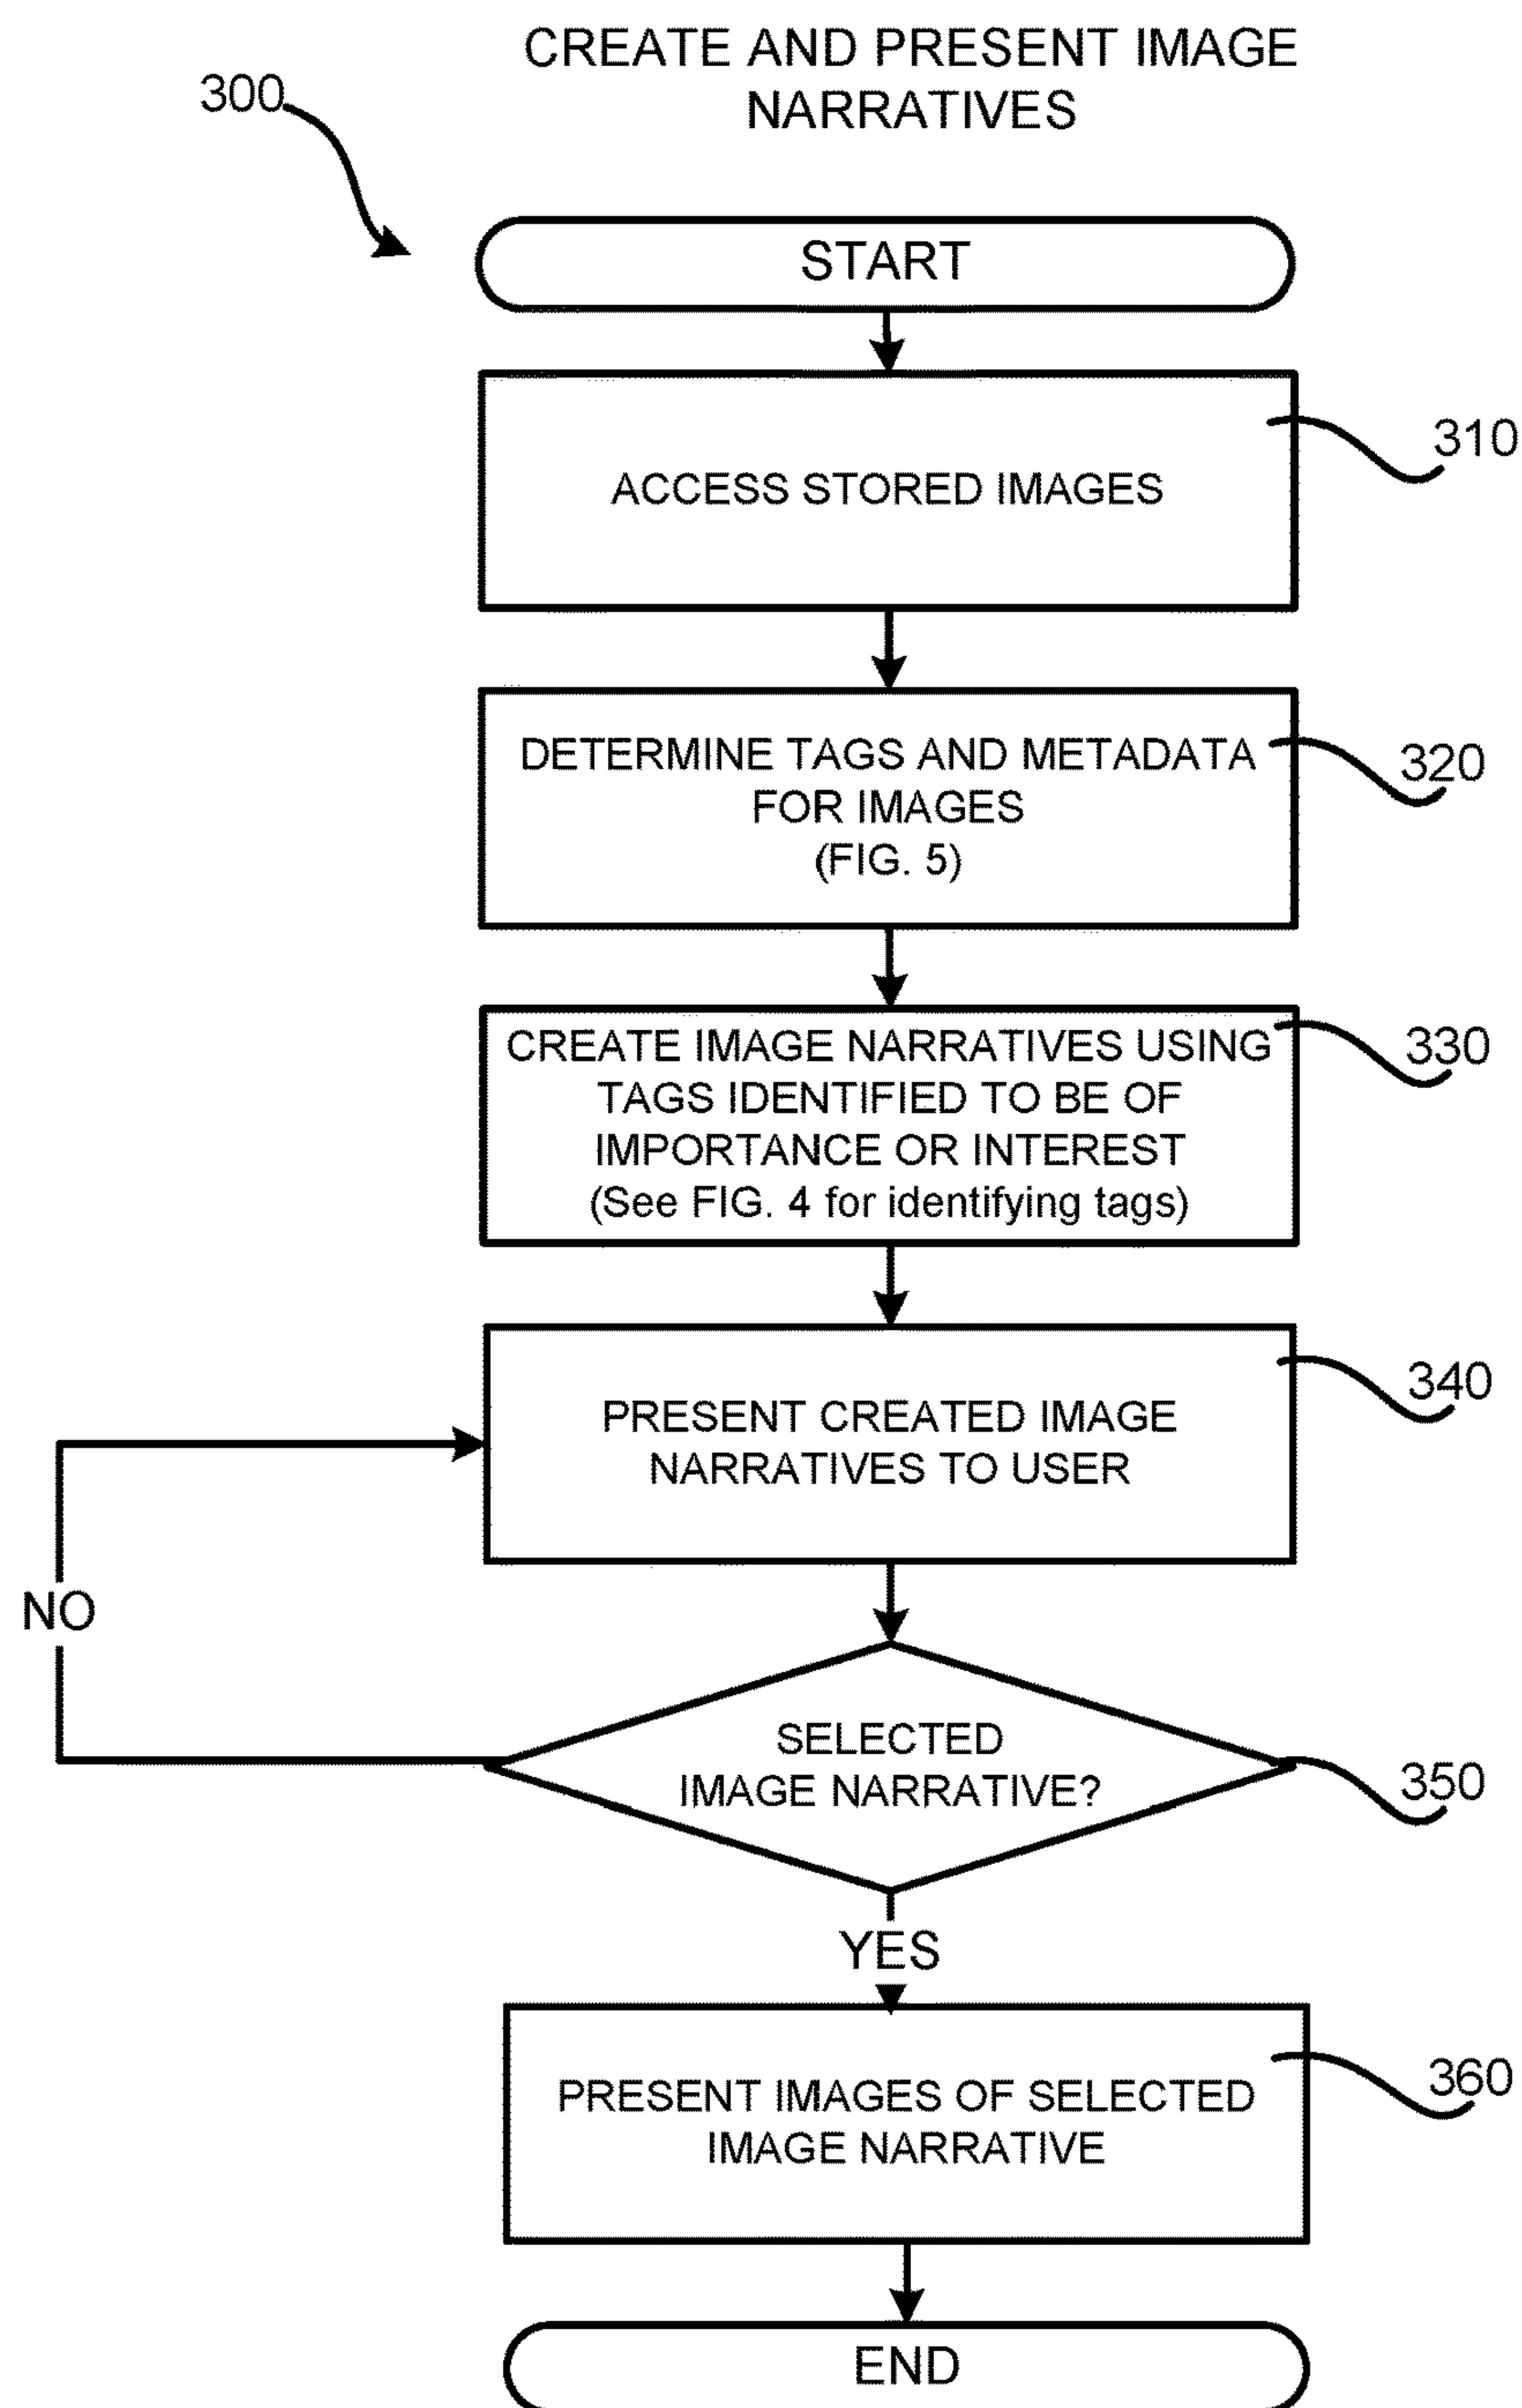 CREATE AND PRESENT IMAGE
NARRATIVES
300
START
ACCESS STORED IMAGES
310
DETERMINE TAGS AND METADATA
FOR IMAGES
(FIG. 5)
320
CREATE IMAGE NARRATIVES USING
TAGS IDENTIFIED TO BE OF
IMPORTANCE OR INTEREST
(See FIG. 4 for identifying tags)
330
PRESENT CREATED IMAGE
NARRATIVES TO USER
340
NO
SELECTED
IMAGE NARRATIVE?
350
YES
PRESENT IMAGES OF SELECTED
IMAGE NARRATIVE
360
END